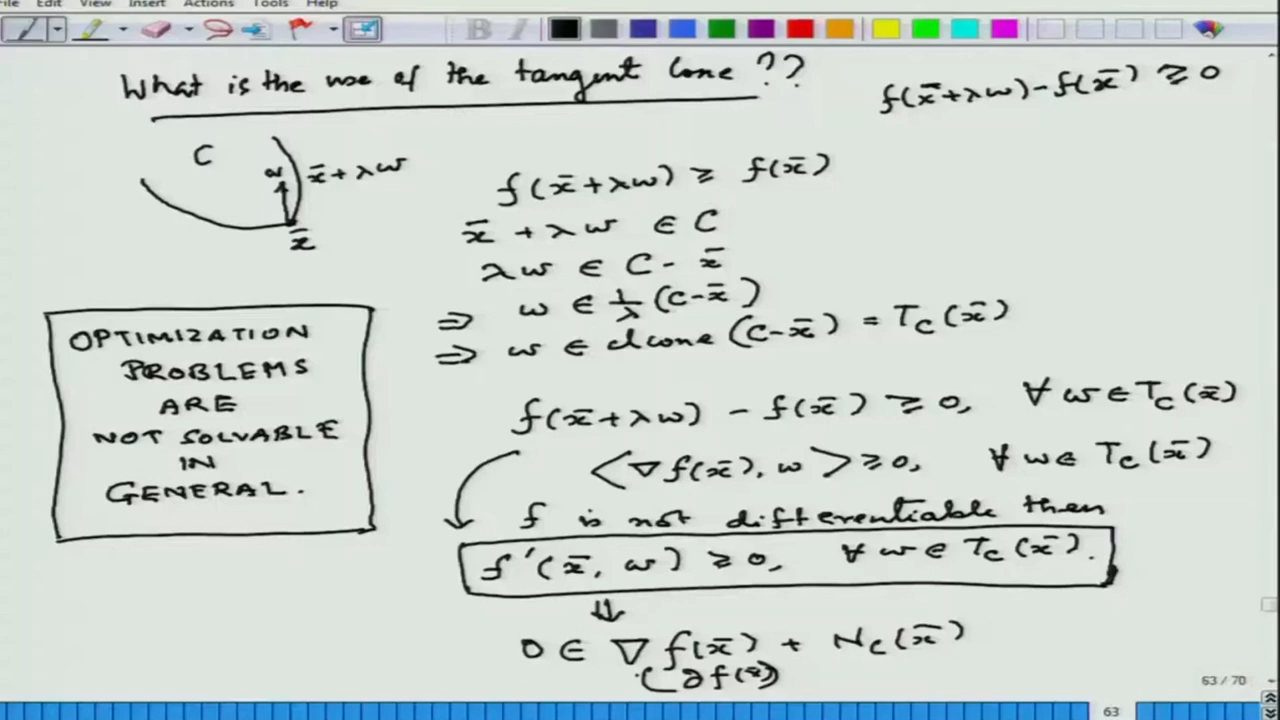 File Edit View Insert Actions Tools Help
What is the use of the tangent Cone ??
f(x̄+λw)-f(x̄) ≥ 0
C
w
x̄+λw
x̄
f(x̄+λw) ≥ f(x̄)
x̄ + λw ∈ C
λw ∈ C - x̄
⇒ w ∈ 1/λ (C-x̄)
⇒ w ∈ cl cone (C-x̄) = T_C(x̄)
OPTIMIZATION
PROBLEMS
ARE
NOT SOLVABLE
IN
GENERAL.
f(x̄+λw) - f(x̄) ≥ 0, ∀ w ∈ T_C(x̄)
<∇f(x̄), w> ≥ 0, ∀ w ∈ T_C(x̄)
f is not differentiable then
f'(x̄, w) ≥ 0, ∀ w ∈ T_C(x̄).
⇓
0 ∈ ∇f(x̄) + N_C(x̄)
(∂f(x̄))
63 / 70
63